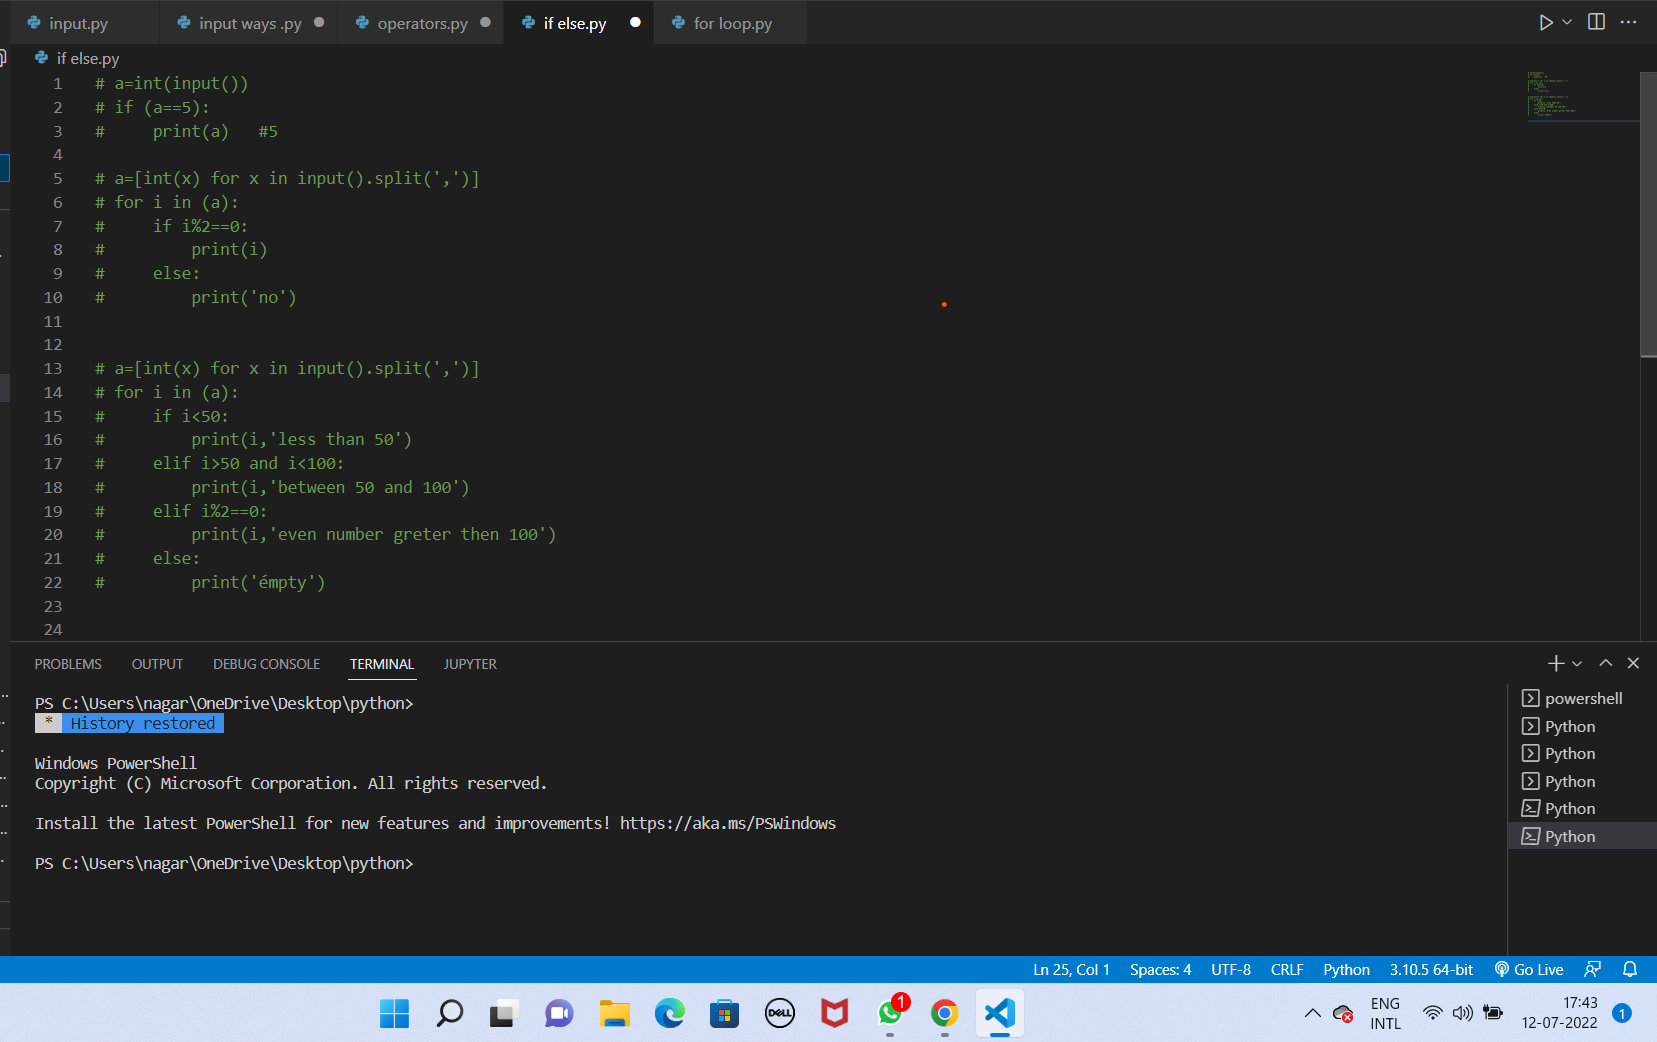 input.py
input ways .py
operators.py
if else.py
for loop.py
if else.py
1 # a=int(input())
2 # if (a==5):
3 #     print(a)   #5
4
5 # a=[int(x) for x in input().split(',')]
6 # for i in (a):
7 #     if i%2==0:
8 #         print(i)
9 #     else:
10 #         print('no')
11
12
13 # a=[int(x) for x in input().split(',')]
14 # for i in (a):
15 #     if i<50:
16 #         print(i,'less than 50')
17 #     elif i>50 and i<100:
18 #         print(i,'between 50 and 100')
19 #     elif i%2==0:
20 #         print(i,'even number greter then 100')
21 #     else:
22 #         print('émpty')
23
24
PROBLEMS OUTPUT DEBUG CONSOLE TERMINAL JUPYTER
PS C:\Users\nagar\OneDrive\Desktop\python>
* History restored
Windows PowerShell
Copyright (C) Microsoft Corporation. All rights reserved.
Install the latest PowerShell for new features and improvements! https://aka.ms/PSWindows
PS C:\Users\nagar\OneDrive\Desktop\python>
powershell
Python
Python
Python
Python
Python
Ln 25, Col 1 Spaces: 4 UTF-8 CRLF Python 3.10.5 64-bit Go Live
DELL
1
ENG
INTL
17:43
12-07-2022
1